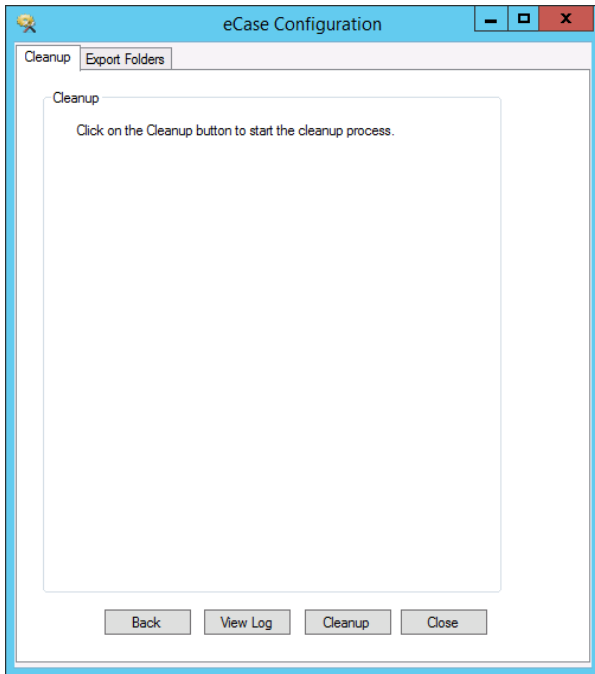 eCase Configuration
Cleanup Export Folders
Cleanup
Click on the Cleanup button to start the cleanup process.
Back View Log Cleanup Close